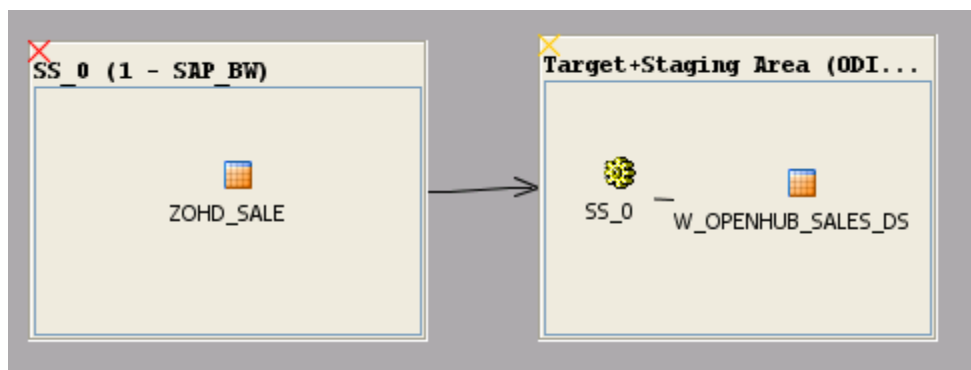 SS_0 (1 - SAP_BW)
ZOHD_SALE
Target+Staging Area (ODI...
SS_0
W_OPENHUB_SALES_DS